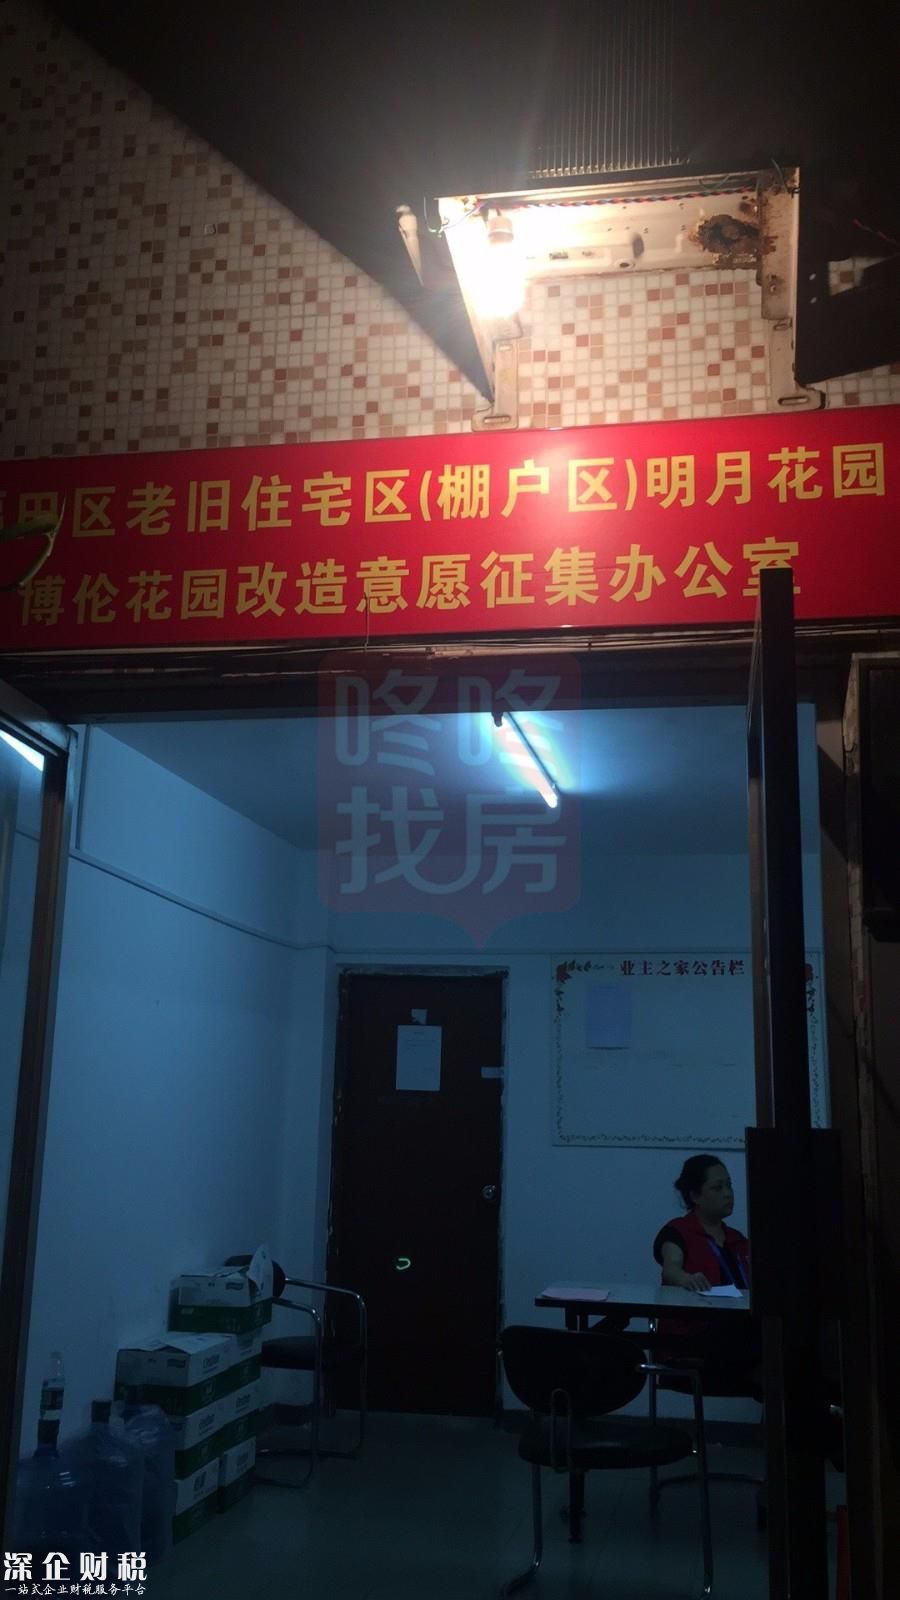 福田区老旧住宅区(棚户区)明月花园
博伦花园改造意愿征集办公室
咚咚
找房
业主之家公告栏
深企财税
一站式企业财税服务平台